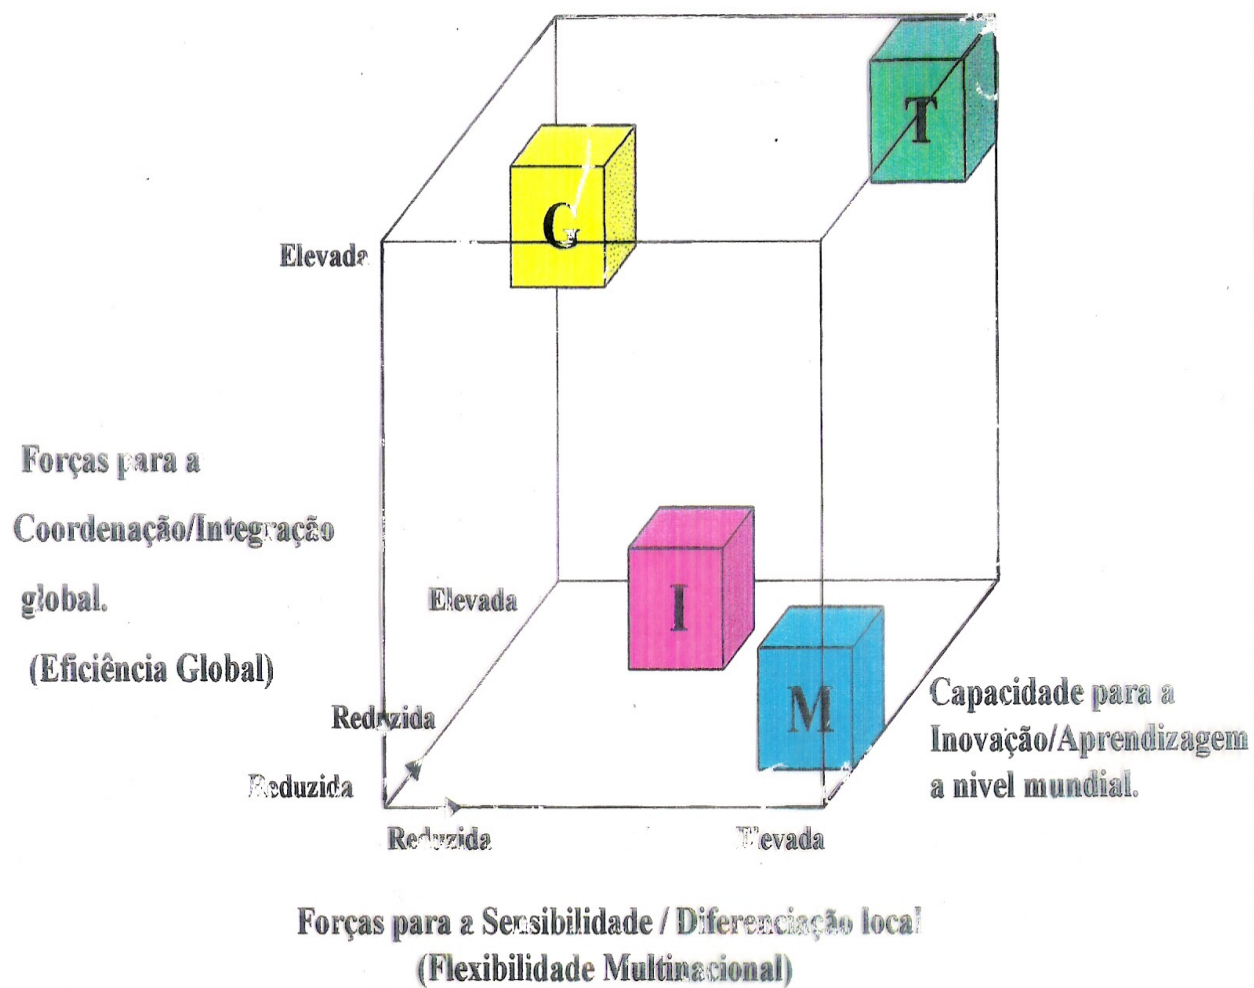 T
G
Elevada
Forças para a
Coordenação/Integração
global.
(Eficiência Global)
Elevada
I
M
Reduzida
Reduzida
Capacidade para a
Inovação/Aprendizagem
a nivel mundial.
Reduzida
Elevada
Forças para a Sensibilidade / Diferenciação local
(Flexibilidade Multinacional)